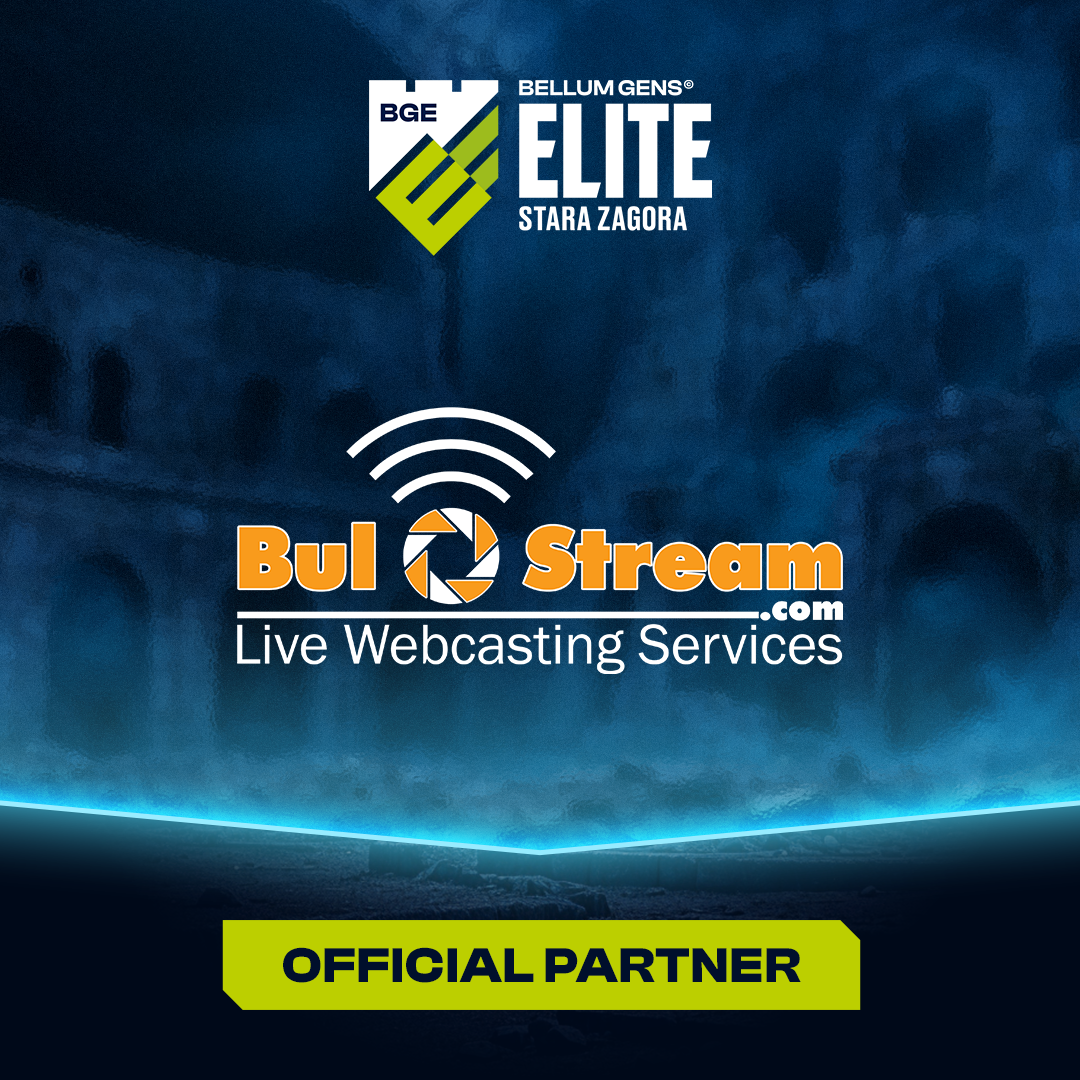 BGE
BELLUM GENS©
ELITE
STARA ZAGORA
Bul Stream
.com
Live Webcasting Services
OFFICIAL PARTNER